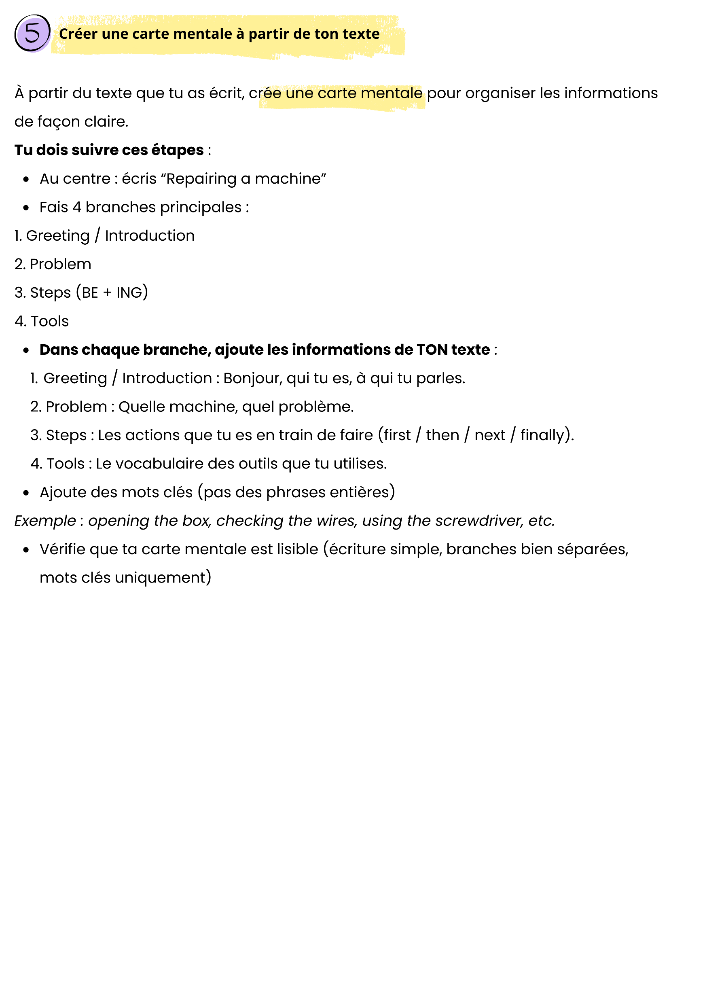 5
Créer une carte mentale à partir de ton texte
À partir du texte que tu as écrit, crée une carte mentale pour organiser les informations
de façon claire.
Tu dois suivre ces étapes :
• Au centre : écris “Repairing a machine”
• Fais 4 branches principales :
1. Greeting / Introduction
2. Problem
3. Steps (BE + ING)
4. Tools
• Dans chaque branche, ajoute les informations de TON texte :
1. Greeting / Introduction : Bonjour, qui tu es, à qui tu parles.
2. Problem : Quelle machine, quel problème.
3. Steps : Les actions que tu es en train de faire (first / then / next / finally).
4. Tools : Le vocabulaire des outils que tu utilises.
• Ajoute des mots clés (pas des phrases entières)
Exemple : opening the box, checking the wires, using the screwdriver, etc.
• Vérifie que ta carte mentale est lisible (écriture simple, branches bien séparées,
mots clés uniquement)